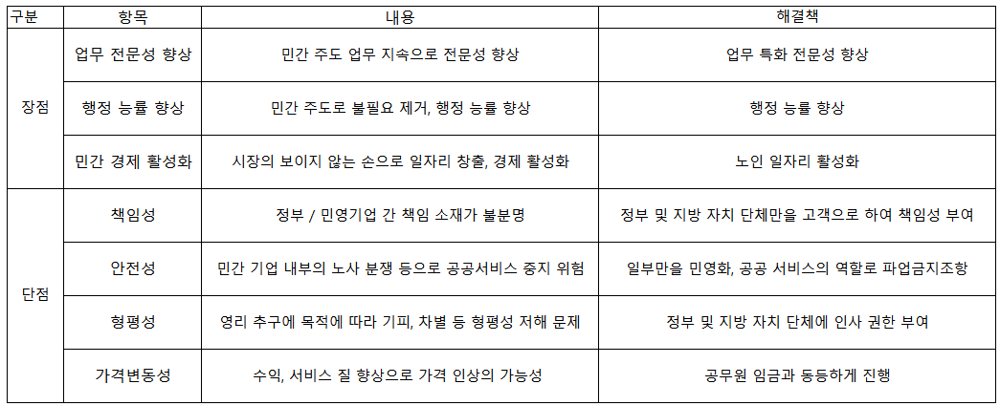 구분 항목 내용 해결책
장점
업무 전문성 향상 민간 주도 업무 지속으로 전문성 향상 업무 특화 전문성 향상
행정 능률 향상 민간 주도로 불필요 제거, 행정 능률 향상 행정 능률 향상
민간 경제 활성화 시장의 보이지 않는 손으로 일자리 창출, 경제 활성화 노인 일자리 활성화
단점
책임성 정부 / 민영기업 간 책임 소재가 불분명 정부 및 지방 자치 단체만을 고객으로 하여 책임성 부여
안전성 민간 기업 내부의 노사 분쟁 등으로 공공서비스 중지 위험 일부만을 민영화, 공공 서비스의 역할로 파업금지조항
형평성 영리 추구에 목적에 따라 기피, 차별 등 형평성 저해 문제 정부 및 지방 자치 단체에 인사 권한 부여
가격변동성 수익, 서비스 질 향상으로 가격 인상의 가능성 공무원 임금과 동등하게 진행